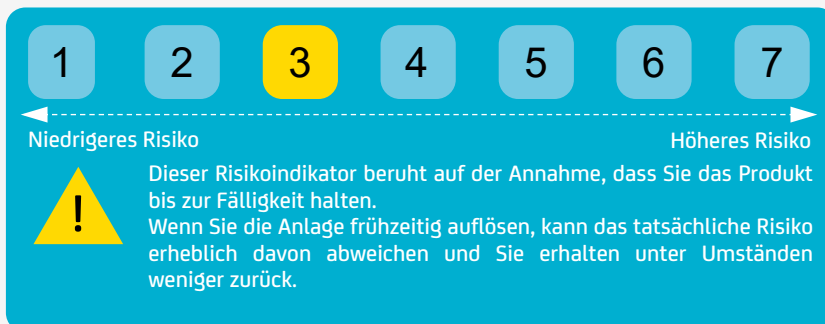 1 2 3 4 5 6 7
Niedrigeres Risiko Höheres Risiko
!
Dieser Risikoindikator beruht auf der Annahme, dass Sie das Produkt
bis zur Fälligkeit halten.
Wenn Sie die Anlage frühzeitig auflösen, kann das tatsächliche Risiko
erheblich davon abweichen und Sie erhalten unter Umständen
weniger zurück.